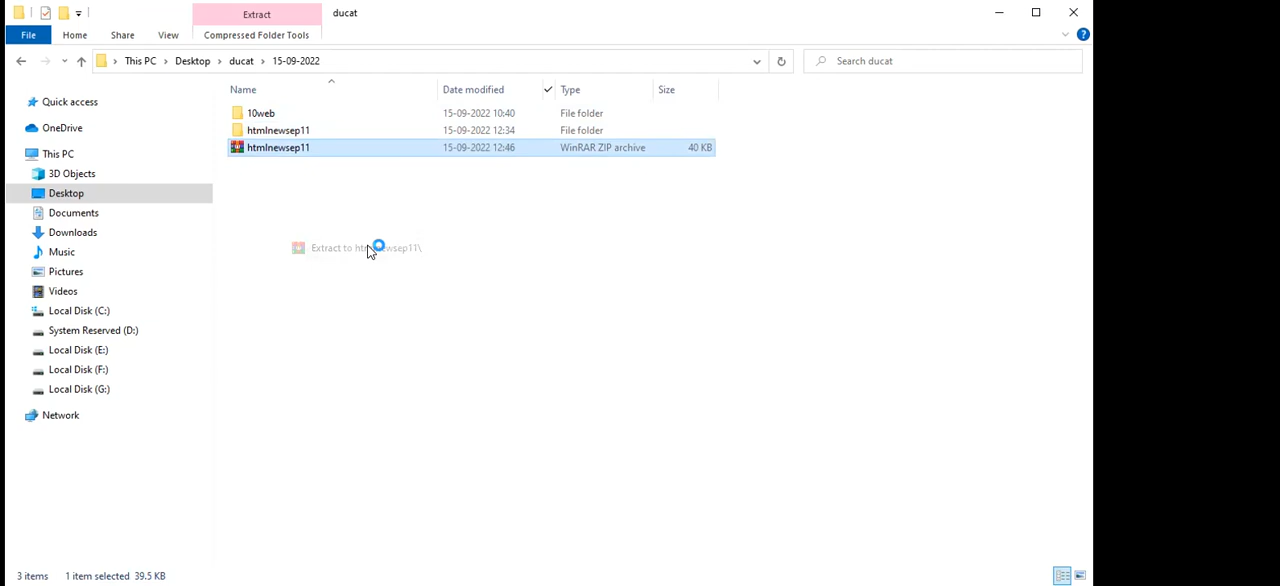 Extract ducat
File Home Share View Compressed Folder Tools
This PC Desktop ducat 15-09-2022 Search ducat
Name Date modified Type Size
Quick access
OneDrive
This PC
3D Objects
Desktop
Documents
Downloads
Music
Pictures
Videos
Local Disk (C:)
System Reserved (D:)
Local Disk (E:)
Local Disk (F:)
Local Disk (G:)
Network
10web 15-09-2022 10:40 File folder
htmlnewsep11 15-09-2022 12:34 File folder
htmlnewsep11 15-09-2022 12:46 WinRAR ZIP archive 40 KB
Extract to htmlnewsep11\
3 items 1 item selected 39.5 KB